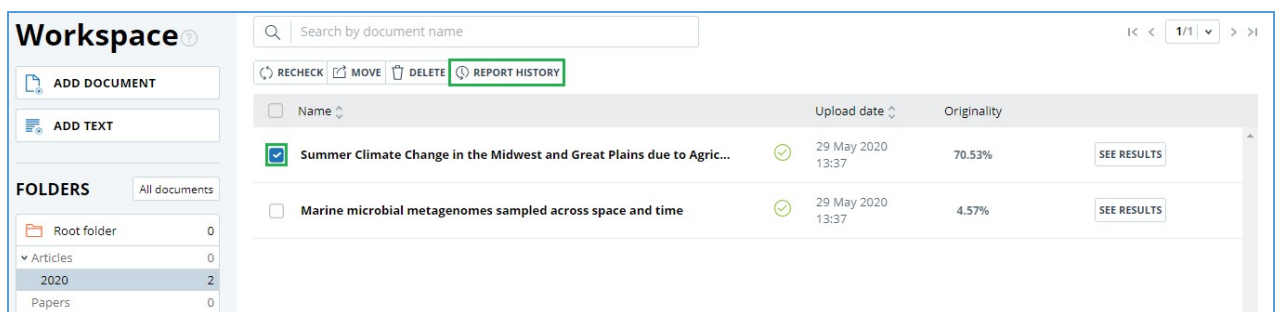 Workspace
Search by document name
1/1
ADD DOCUMENT
RECHECK MOVE DELETE REPORT HISTORY
Name Upload date Originality
ADD TEXT
Summer Climate Change in the Midwest and Great Plains due to Agric... 29 May 2020 13:37 70.53% SEE RESULTS
FOLDERS All documents
Marine microbial metagenomes sampled across space and time 29 May 2020 13:37 4.57% SEE RESULTS
Root folder 0
Articles 0
2020 2
Papers 0